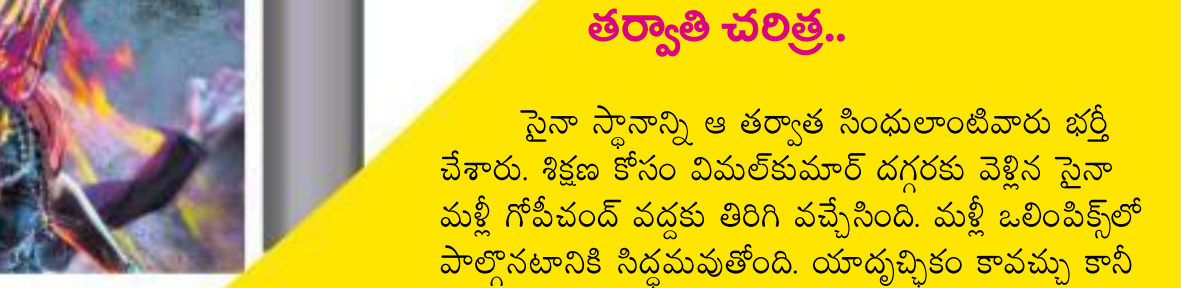 తర్వాతి చరిత్ర..
సైనా స్థానాన్ని ఆ తర్వాత సింధులాంటివారు భర్తీ
చేశారు. శిక్షణ కోసం విమల్‌కుమార్ దగ్గరకు వెళ్లిన సైనా
మళ్లీ గోపీచంద్ వద్దకు తిరిగి వచ్చేసింది. మళ్లీ ఒలింపిక్స్‌లో
పాల్గొనటానికి సిద్ధమవుతోంది. యాదృచ్ఛికం కావచ్చు కానీ